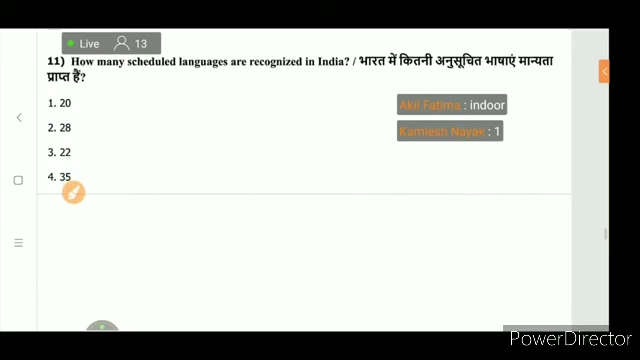 Live 13
11) How many scheduled languages are recognized in India? / भारत में कितनी अनुसूचित भाषाएं मान्यता
प्राप्त हैं?
1. 20
Akil Fatima : indoor
2. 28
Kamlesh Nayak : 1
3. 22
4. 35
PowerDirector